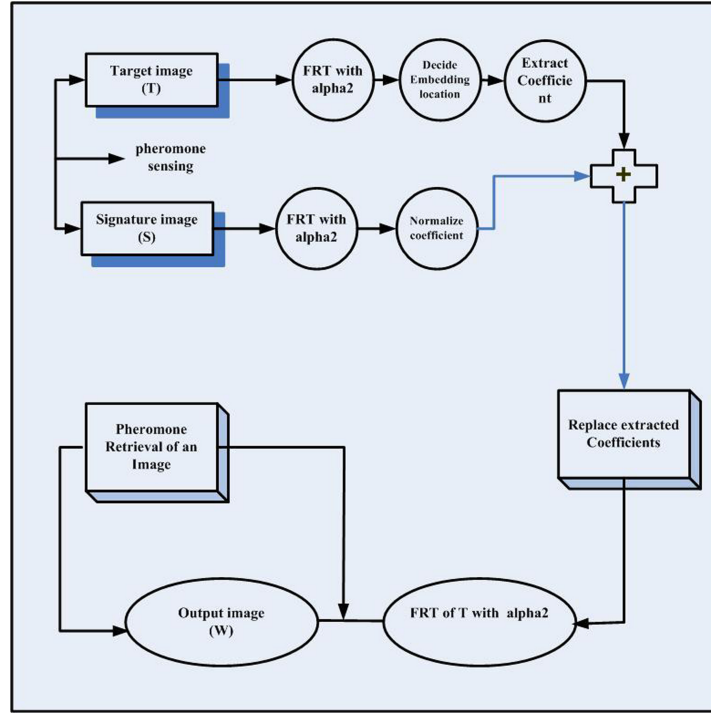 Target image
(T)
FRT with
alpha2
Decide
Embedding
location
Extract
Coefficie
nt
pheromone
sensing
+
Signature image
(S)
FRT with
alpha2
Normalize
coefficient
Pheromone
Retrieval of an
Image
Replace extracted
Coefficients
Output image
(W)
FRT of T with alpha2